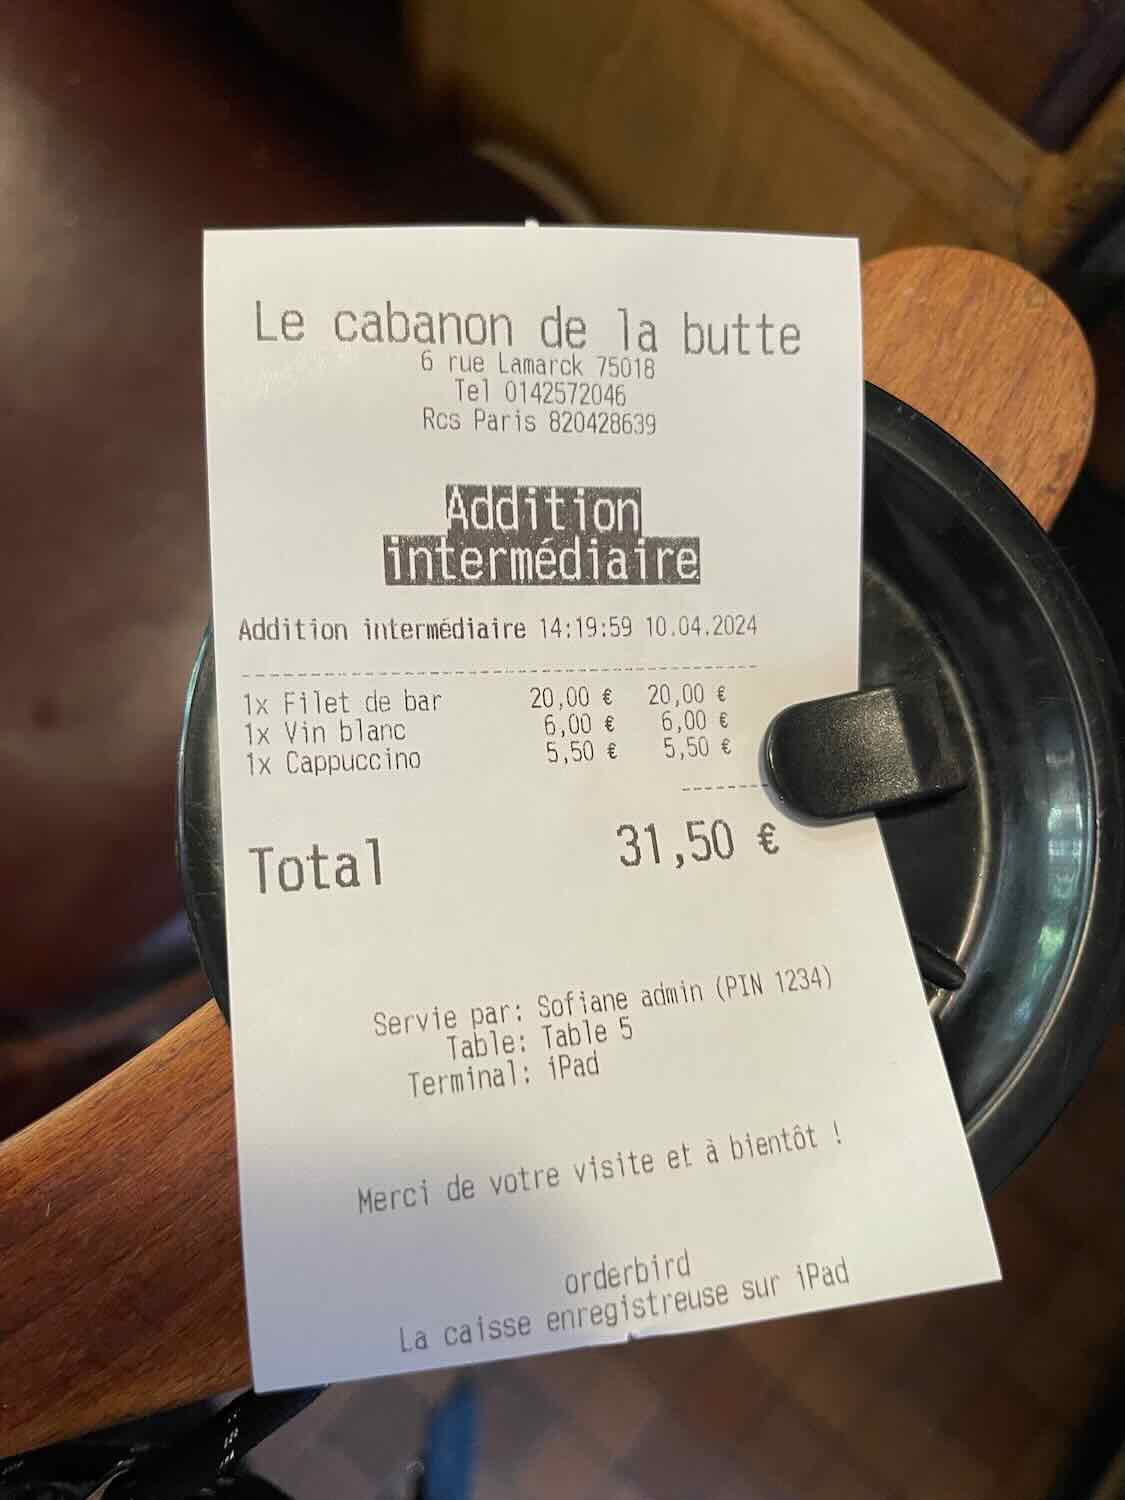 Le cabanon de la butte
6 rue Lamarck 75018
Tel 0142572046
Rcs Paris 820428639
Addition
intermédiaire
Addition intermédiaire 14:19:59 10.04.2024
1x Filet de bar 20,00 € 20,00 €
1x Vin blanc 6,00 € 6,00 €
1x Cappuccino 5,50 € 5,50 €
Total 31,50 €
Servie par: Sofiane admin (PIN 1234)
Table: Table 5
Terminal: iPad
Merci de votre visite et à bientôt !
orderbird
La caisse enregistreuse sur iPad